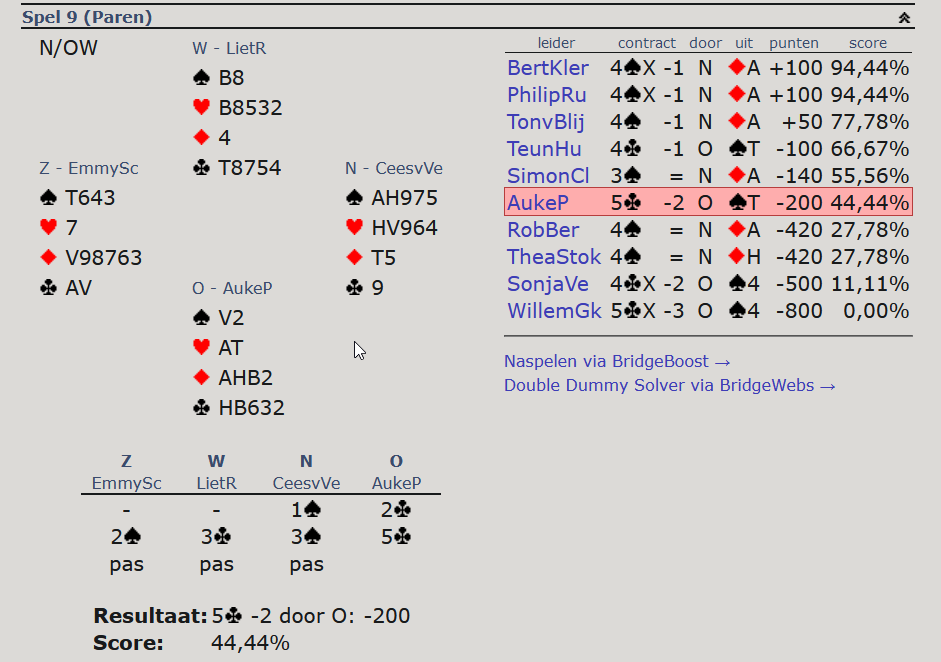 Spel 9 (Paren)
N/OW
W - LietR
♠ B8
♥ B8532
♦ 4
♣ T8754
Z - EmmySc
♠ T643
♥ 7
♦ V98763
♣ AV
N - CeesvVe
♠ AH975
♥ HV964
♦ T5
♣ 9
O - AukeP
♠ V2
♥ AT
♦ AHB2
♣ HB632
leider contract door uit punten score
BertKler 4♠X -1 N ♦A +100 94,44%
PhilipRu 4♠X -1 N ♦A +100 94,44%
TonvBlij 4♠ -1 N ♦A +50 77,78%
TeunHu 4♣ -1 O ♠T -100 66,67%
SimonCl 3♠ = N ♦A -140 55,56%
AukeP 5♣ -2 O ♠T -200 44,44%
RobBer 4♠ = N ♦A -420 27,78%
TheaStok 4♠ = N ♦H -420 27,78%
SonjaVe 4♣X -2 O ♠4 -500 11,11%
WillemGk 5♣X -3 O ♠4 -800 0,00%
Naspelen via BridgeBoost →
Double Dummy Solver via BridgeWebs →
Z W N O
EmmySc LietR CeesvVe AukeP
- - 1♠ 2♣
2♠ 3♣ 3♠ 5♣
pas pas pas
Resultaat: 5♣ -2 door O: -200
Score: 44,44%